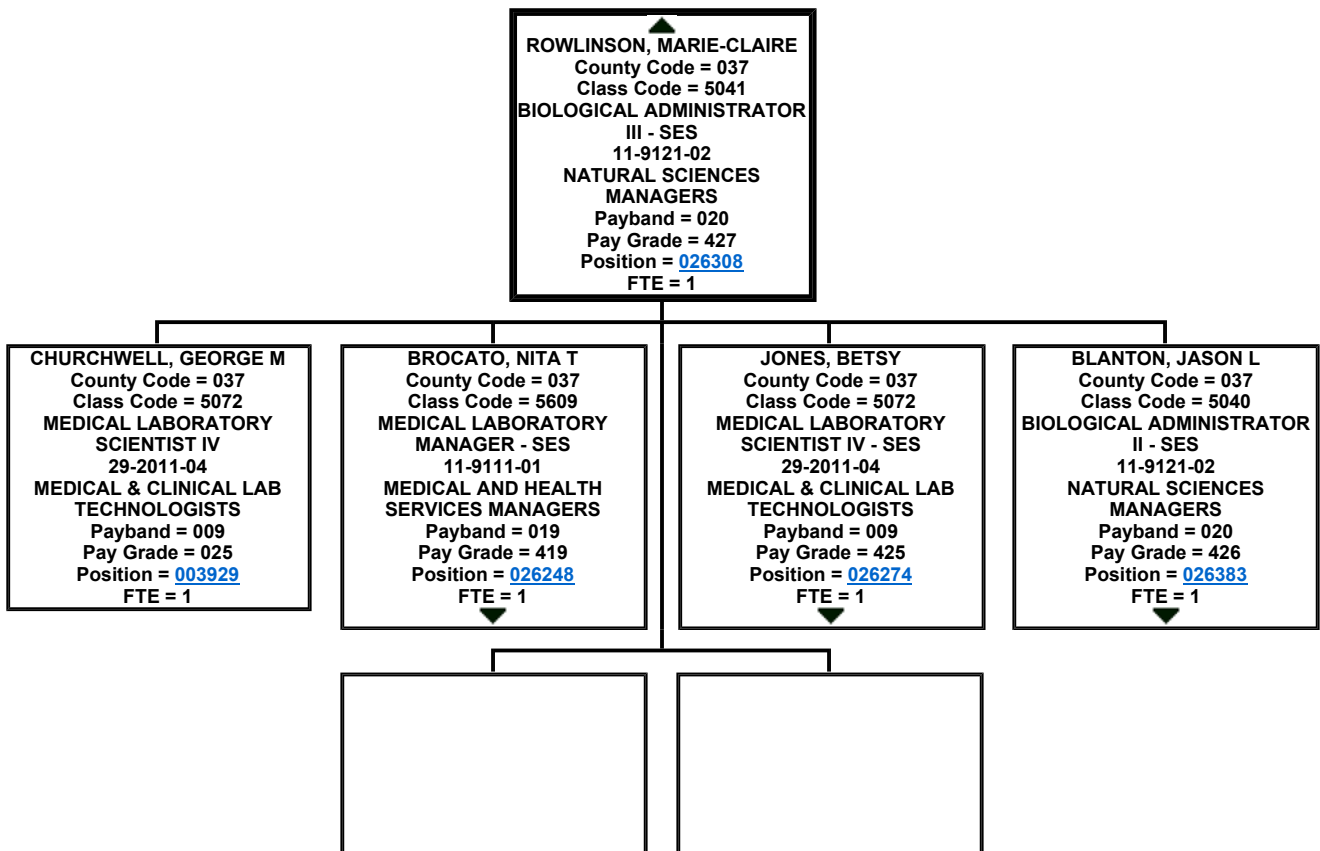 ROWLINSON, MARIE-CLAIRE
County Code = 037
Class Code = 5041
BIOLOGICAL ADMINISTRATOR
III - SES
11-9121-02
NATURAL SCIENCES
MANAGERS
Payband = 020
Pay Grade = 427
Position = 026308
FTE = 1
CHURCHWELL, GEORGE M
County Code = 037
Class Code = 5072
MEDICAL LABORATORY
SCIENTIST IV
29-2011-04
MEDICAL & CLINICAL LAB
TECHNOLOGISTS
Payband = 009
Pay Grade = 025
Position = 003929
FTE = 1
BROCATO, NITA T
County Code = 037
Class Code = 5609
MEDICAL LABORATORY
MANAGER - SES
11-9111-01
MEDICAL AND HEALTH
SERVICES MANAGERS
Payband = 019
Pay Grade = 419
Position = 026248
FTE = 1
JONES, BETSY
County Code = 037
Class Code = 5072
MEDICAL LABORATORY
SCIENTIST IV - SES
29-2011-04
MEDICAL & CLINICAL LAB
TECHNOLOGISTS
Payband = 009
Pay Grade = 425
Position = 026274
FTE = 1
BLANTON, JASON L
County Code = 037
Class Code = 5040
BIOLOGICAL ADMINISTRATOR
II - SES
11-9121-02
NATURAL SCIENCES
MANAGERS
Payband = 020
Pay Grade = 426
Position = 026383
FTE = 1